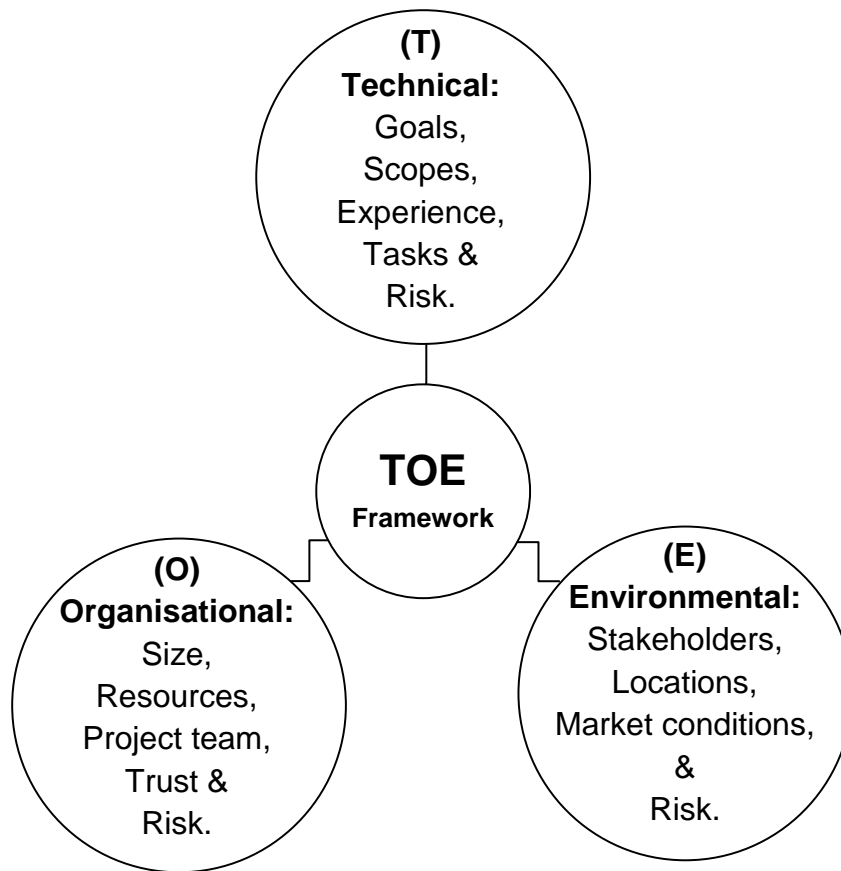 (T)
Technical:
Goals,
Scopes,
Experience,
Tasks &
Risk.
TOE
Framework
(O)
Organisational:
Size,
Resources,
Project team,
Trust &
Risk.
(E)
Environmental:
Stakeholders,
Locations,
Market conditions,
&
Risk.